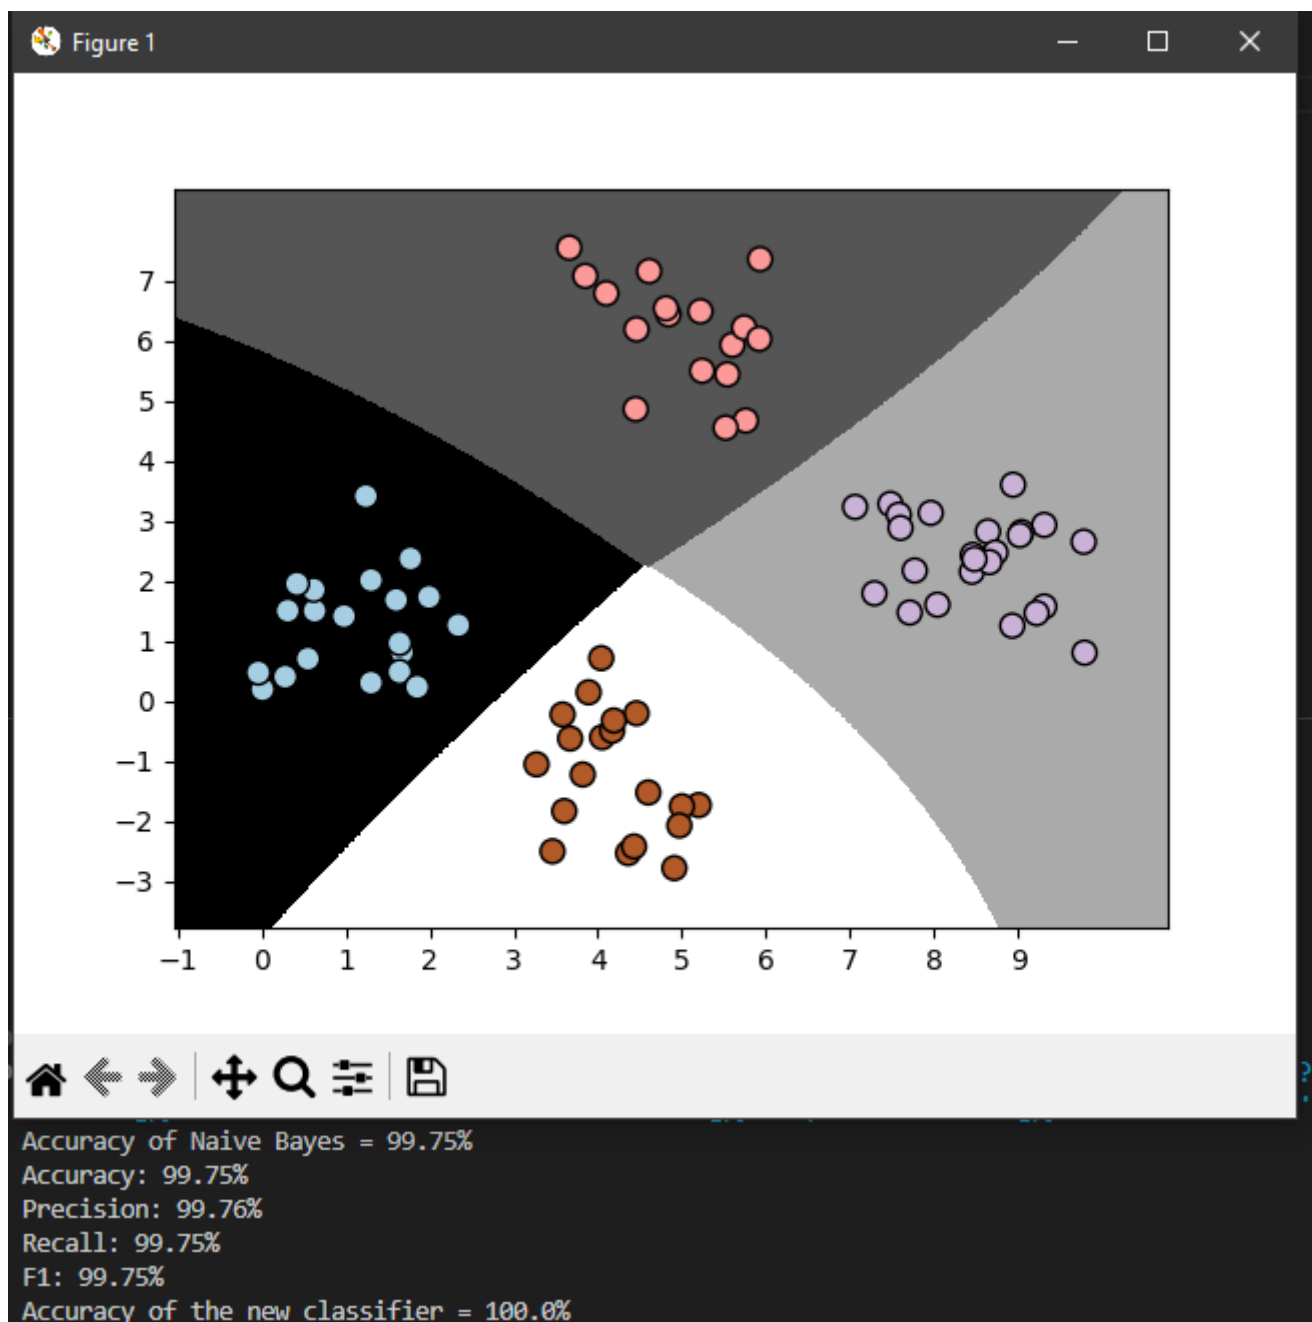 Figure 1
7
6
5
4
3
2
1
0
−1
−2
−3
−1 0 1 2 3 4 5 6 7 8 9
Accuracy of Naive Bayes = 99.75%
Accuracy: 99.75%
Precision: 99.76%
Recall: 99.75%
F1: 99.75%
Accuracy of the new classifier = 100.0%